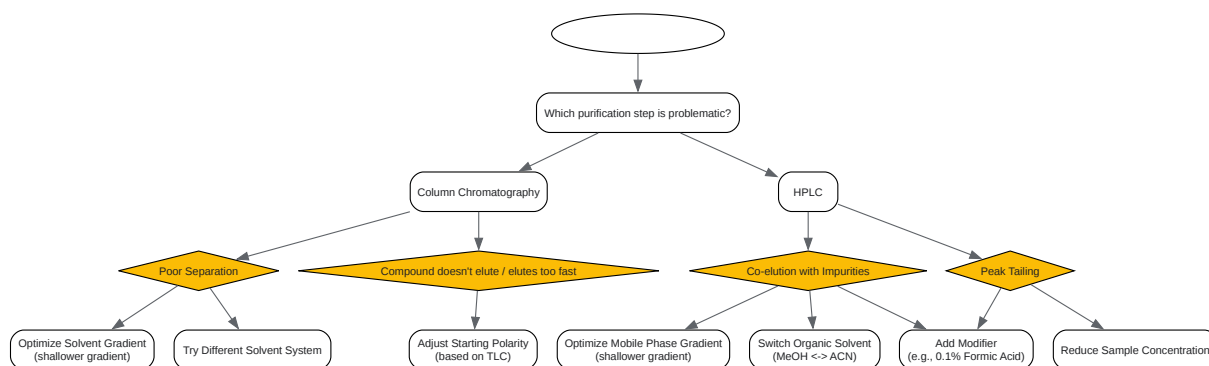 Which purification step is problematic?
Column Chromatography
HPLC
Poor Separation
Compound doesn't elute / elutes too fast
Co-elution with Impurities
Peak Tailing
Optimize Solvent Gradient
(shallower gradient)
Try Different Solvent System
Adjust Starting Polarity
(based on TLC)
Optimize Mobile Phase Gradient
(shallower gradient)
Switch Organic Solvent
(MeOH <-> ACN)
Add Modifier
(e.g., 0.1% Formic Acid)
Reduce Sample Concentration